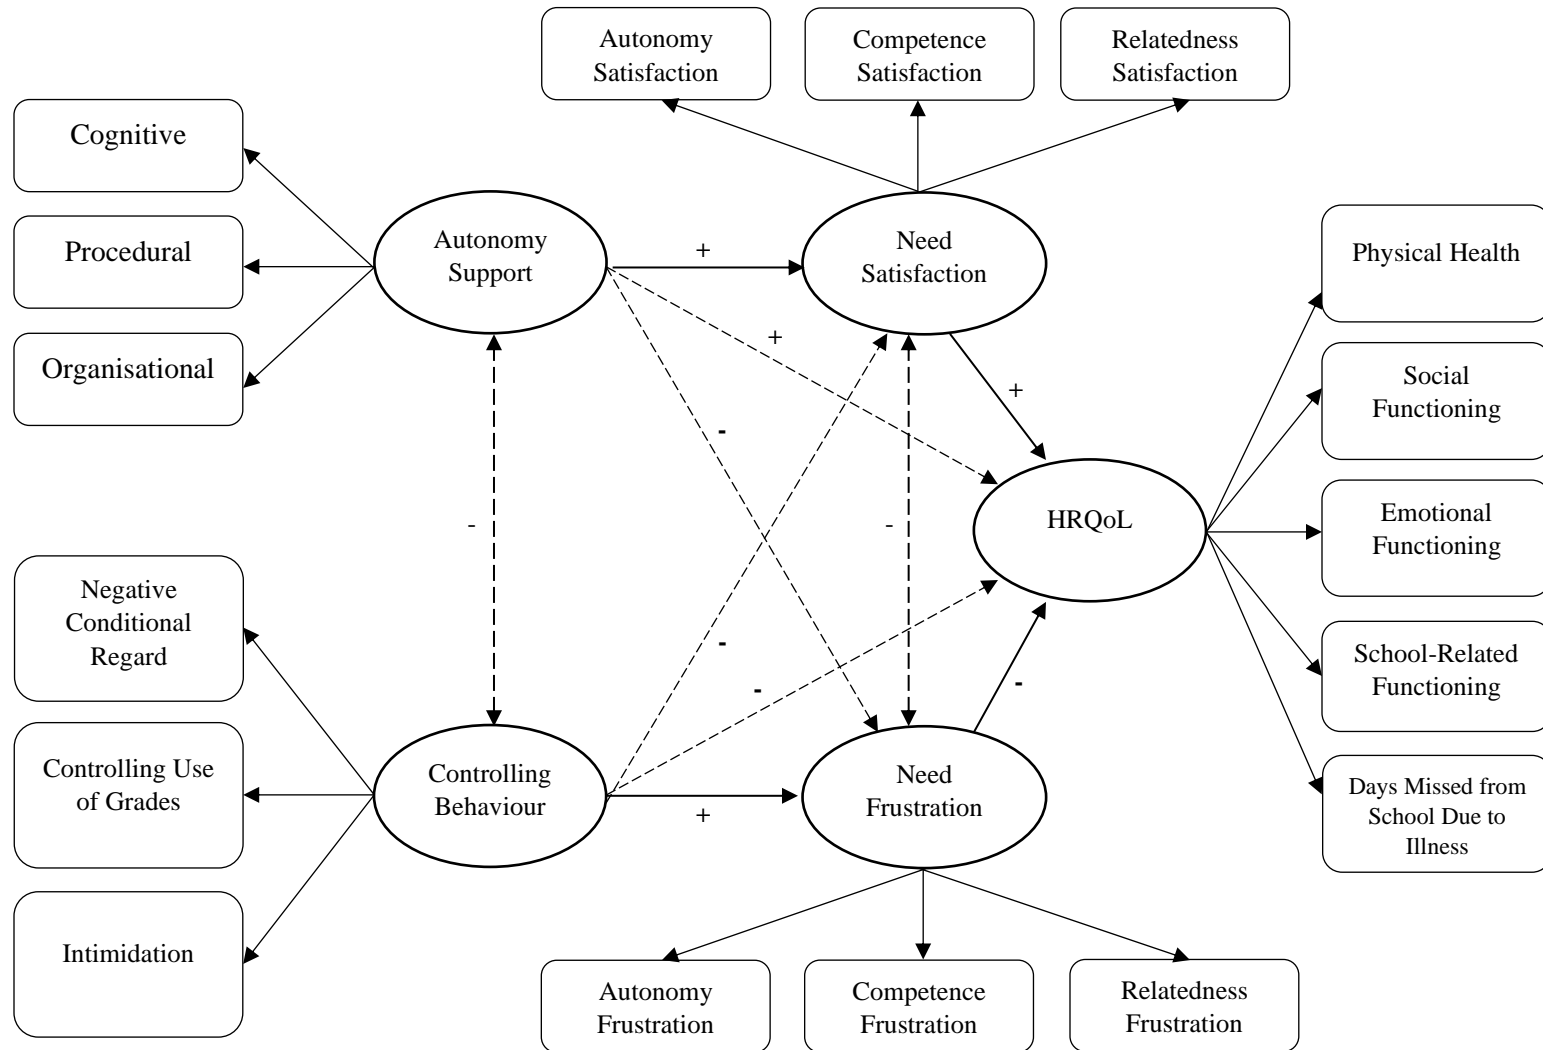 Autonomy
Satisfaction
Competence
Satisfaction
Relatedness
Satisfaction
Cognitive
Procedural
Organisational
Autonomy
Support
+
Need
Satisfaction
+
+
-
-
-
HRQoL
Physical Health
Social
Functioning
Emotional
Functioning
School-Related
Functioning
Days Missed from
School Due to
Illness
Negative
Conditional
Regard
Controlling Use
of Grades
Intimidation
-
-
-
Controlling
Behaviour
+
Need
Frustration
Autonomy
Frustration
Competence
Frustration
Relatedness
Frustration